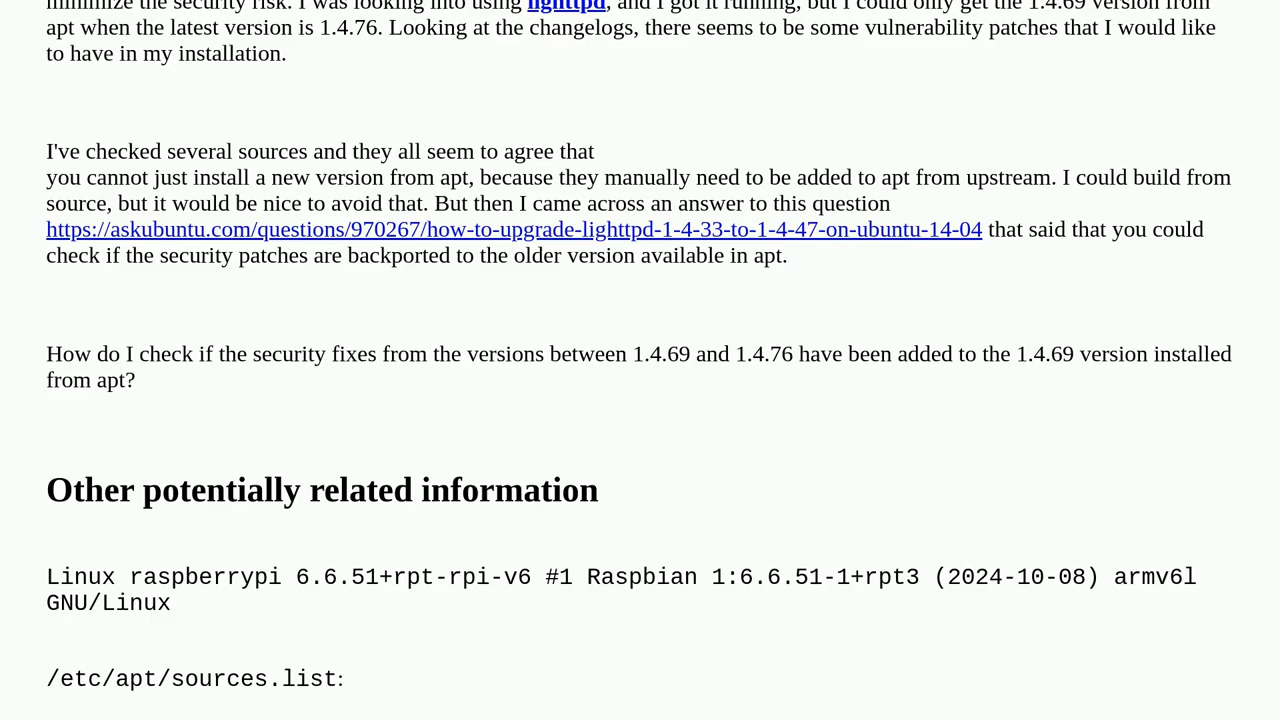 minimize the security risk. I was looking into using lighttpd, and I got it running, but I could only get the 1.4.69 version from
apt when the latest version is 1.4.76. Looking at the changelogs, there seems to be some vulnerability patches that I would like
to have in my installation.
I've checked several sources and they all seem to agree that
you cannot just install a new version from apt, because they manually need to be added to apt from upstream. I could build from
source, but it would be nice to avoid that. But then I came across an answer to this question
https://askubuntu.com/questions/970267/how-to-upgrade-lighttpd-1-4-33-to-1-4-47-on-ubuntu-14-04 that said that you could
check if the security patches are backported to the older version available in apt.
How do I check if the security fixes from the versions between 1.4.69 and 1.4.76 have been added to the 1.4.69 version installed
from apt?
Other potentially related information
Linux raspberrypi 6.6.51+rpt-rpi-v6 #1 Raspbian 1:6.6.51-1+rpt3 (2024-10-08) armv6l
GNU/Linux
/etc/apt/sources.list: